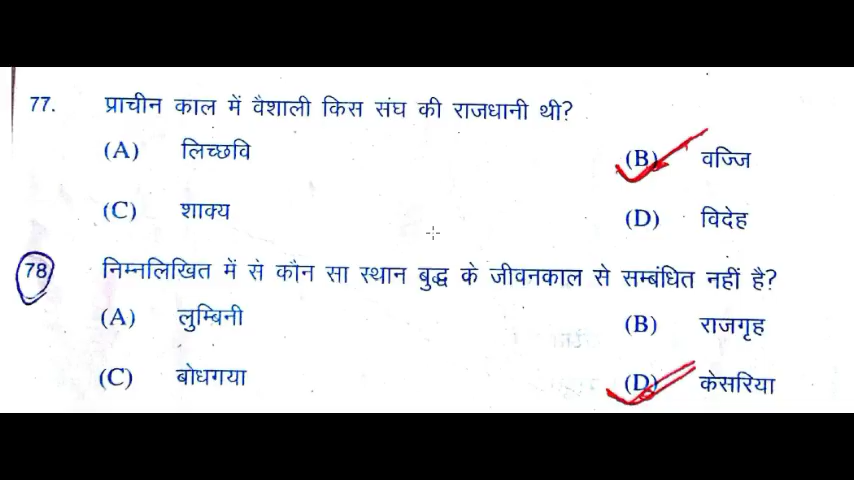 77. प्राचीन काल में वैशाली किस संघ की राजधानी थी?
(A) लिच्छवि (B) वज्जि
(C) शाक्य (D) विदेह
78 निम्नलिखित में से कौन सा स्थान बुद्ध के जीवनकाल से सम्बंधित नहीं है?
(A) लुम्बिनी (B) राजगृह
(C) बोधगया (D) केसरिया